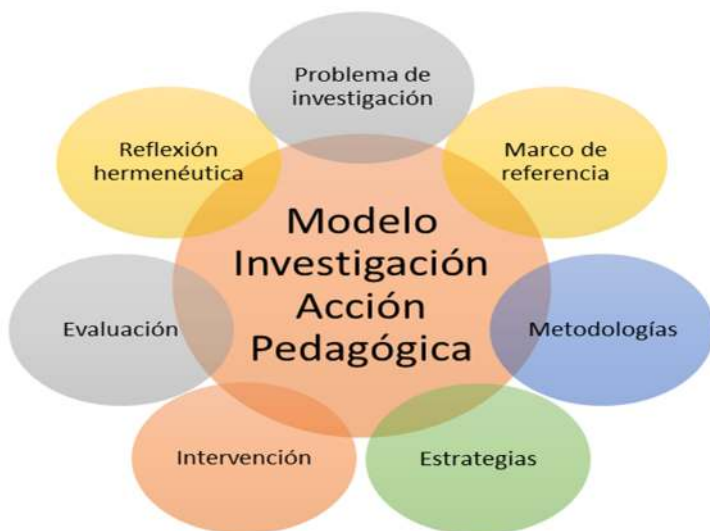 Problema de
investigación
Reflexión
hermenéutica
Marco de
referencia
Modelo
Investigación
Acción
Pedagógica
Evaluación
Metodologías
Intervención
Estrategias